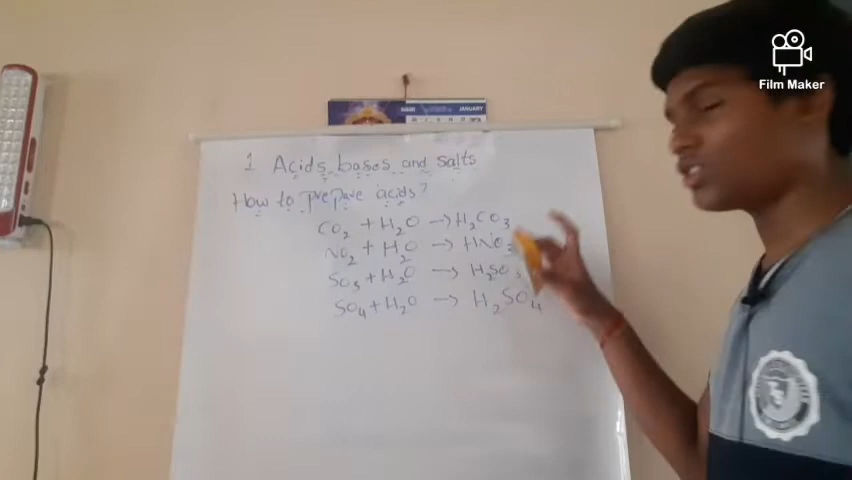 Film Maker
JANUARY
1 Acids, bases and salts
How to prepare acids?
CO₂ + H₂O → H₂CO₃
NO₂ + H₂O → HNO₃
SO₃ + H₂O → H₂SO₃
SO₄ + H₂O → H₂SO₄